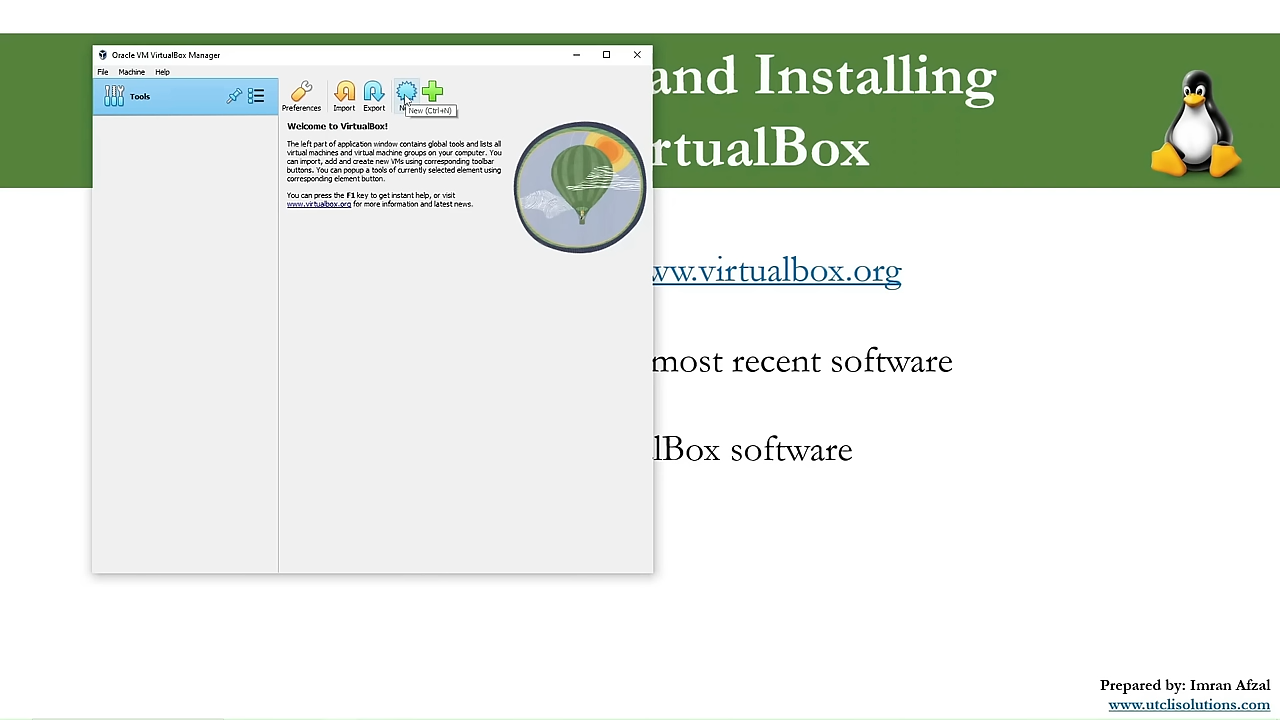 Oracle VM VirtualBox Manager
File Machine Help
Tools
Preferences Import Export
New (Ctrl+N)
Welcome to VirtualBox!
The left part of application window contains global tools and lists all
virtual machines and virtual machine groups on your computer. You
can import, add and create new VMs using corresponding toolbar
buttons. You can popup a tools of currently selected element using
corresponding element button.
You can press the F1 key to get instant help, or visit
www.virtualbox.org for more information and latest news.
and Installing
rtualBox
ww.virtualbox.org
most recent software
lBox software
Prepared by: Imran Afzal
www.utclisolutions.com